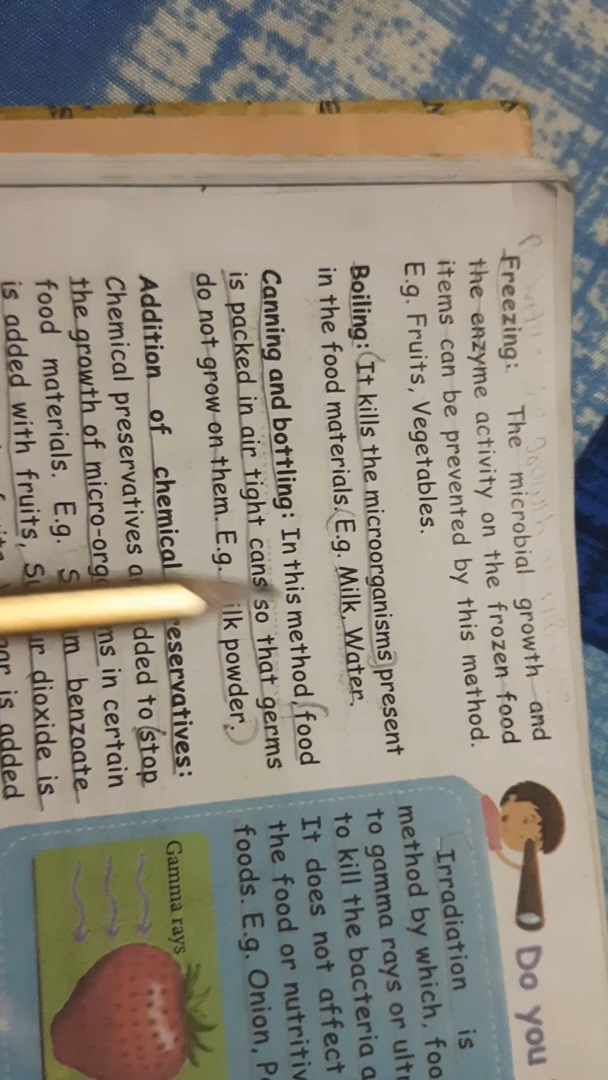 Freezing: The microbial growth and
the enzyme activity on the frozen food
items can be prevented by this method.
E.g. Fruits, Vegetables.
Boiling: It kills the microorganisms present
in the food materials. E.g. Milk, Water.
Canning and bottling: In this method, food
is packed in air tight cans so that germs
do not grow on them. E.g. ilk powder.
Addition of chemical eservatives:
Chemical preservatives a dded to stop
the growth of micro-org ms in certain
food materials. E.g. S m benzoate
is added with fruits, Su ur dioxide is
is added
Do you
Irradiation is
method by which, foo
to gamma rays or ult
to kill the bacteria a
It does not affect
the food or nutritiv
foods. E.g. Onion, P
Gamma rays